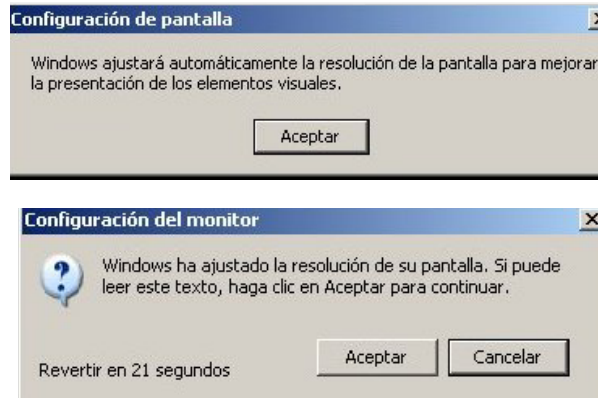 Configuración de pantalla
Windows ajustará automáticamente la resolución de la pantalla para mejorar
la presentación de los elementos visuales.
Aceptar
Configuración del monitor
Windows ha ajustado la resolución de su pantalla. Si puede
leer este texto, haga clic en Aceptar para continuar.
Revertir en 21 segundos
Aceptar
Cancelar